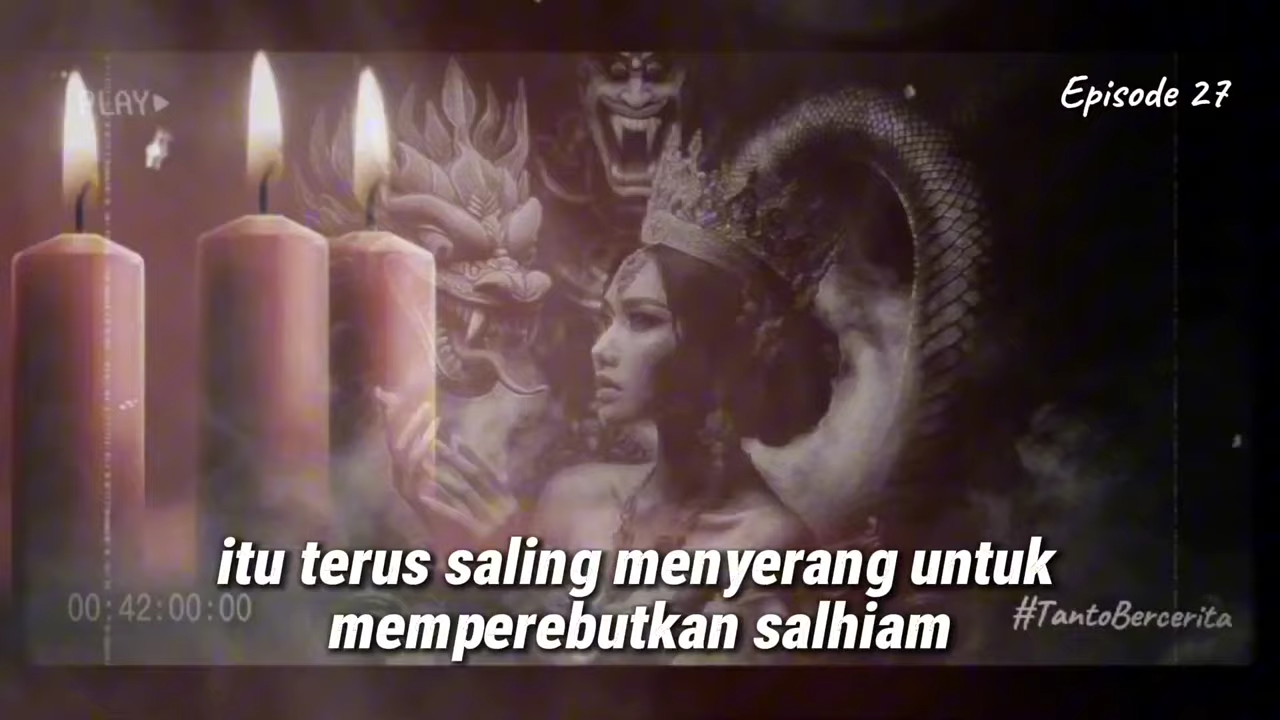 PLAY
Episode 27
itu terus saling menyerang untuk
memperebutkan salhiam
00:42:00:00
#TantoBercerita